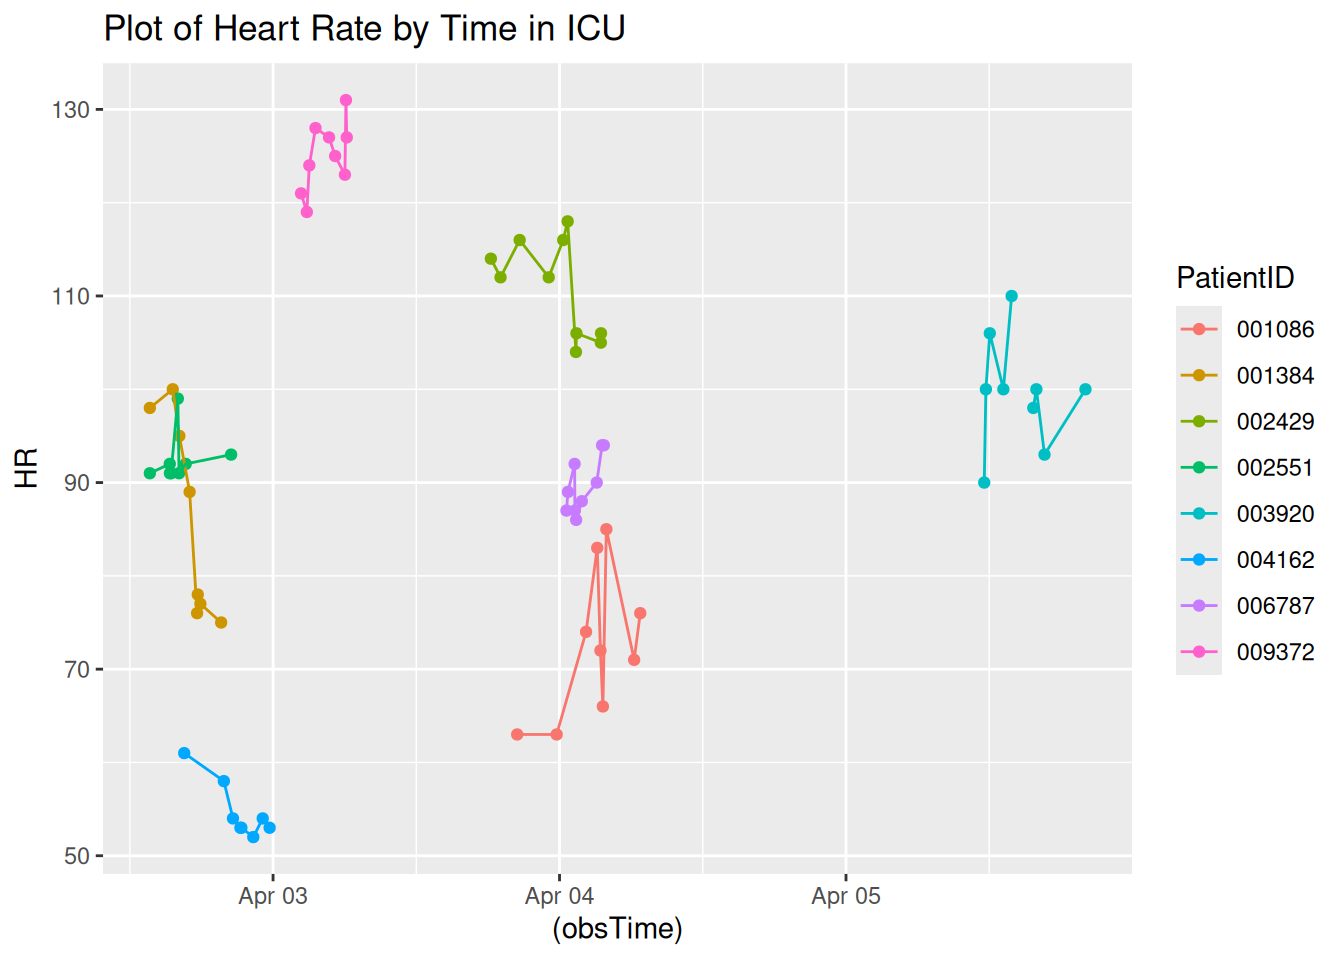 Plot of Heart Rate by Time in ICU
130
110
90
70
50
HR
Apr 03
Apr 04
Apr 05
(obsTime)
PatientID
001086
001384
002429
002551
003920
004162
006787
009372